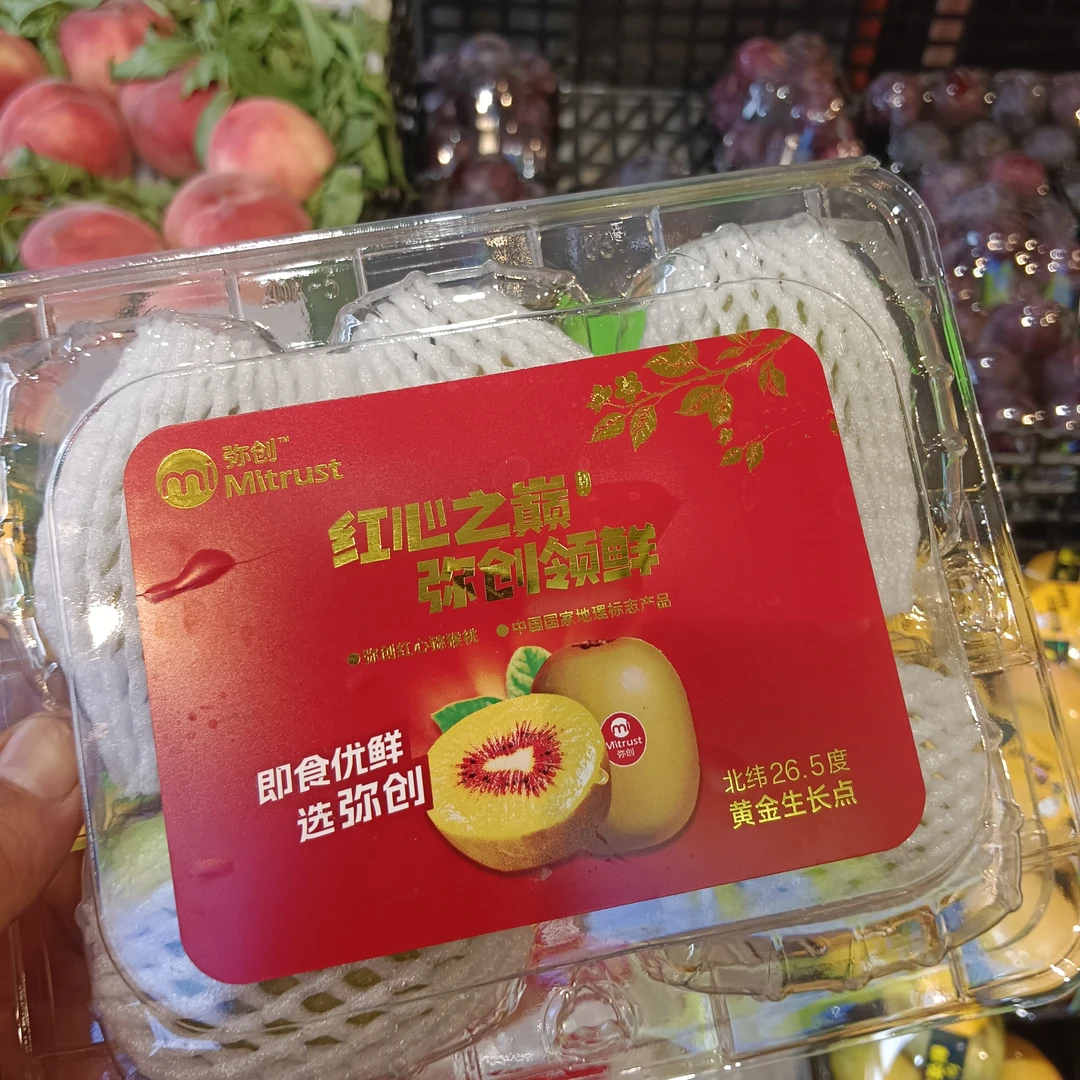 弥创™
Mitrust
红心之巅
弥创领鲜
弥创红心猕猴桃
中国国家地理标志产品
即食优鲜
选弥创
mi
Mitrust
弥创
北纬26.5度
黄金生长点